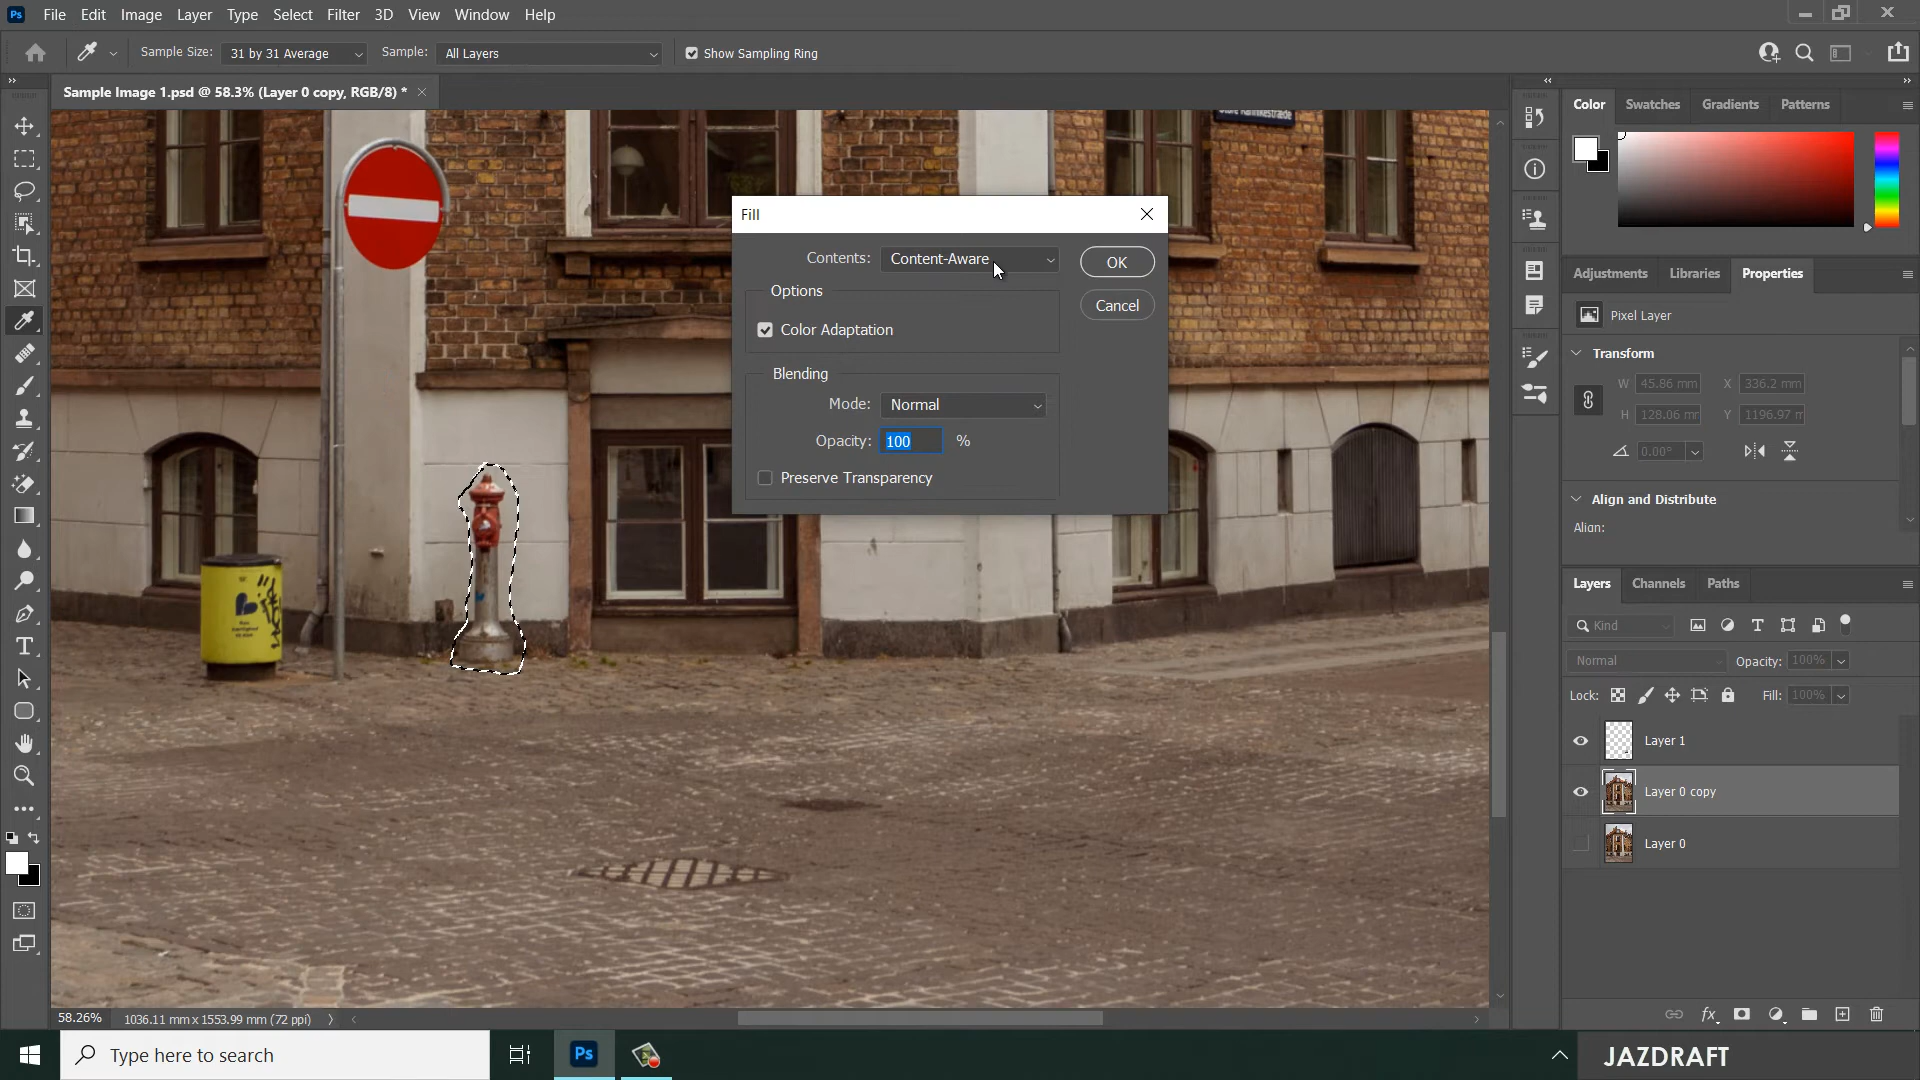 Ps File Edit Image Layer Type Select Filter 3D View Window Help
Sample Size: 31 by 31 Average Sample: All Layers Show Sampling Ring
Sample Image 1.psd @ 58.3% (Layer 0 copy, RGB/8) *
Color Swatches Gradients Patterns
Fill
Contents: Content-Aware OK
Options
Cancel
Color Adaptation
Blending
Mode: Normal
Opacity: 100 %
Preserve Transparency
Adjustments Libraries Properties
Pixel Layer
Transform
W 45.86 mm X 336.2 mm
H 128.06 mm Y 1196.97 m
0.00°
Align and Distribute
Align:
Layers Channels Paths
Kind
Normal Opacity: 100%
Lock: Fill: 100%
Layer 1
Layer 0 copy
Layer 0
58.26% 1036.11 mm x 1553.99 mm (72 ppi)
Type here to search
Ps
JAZDRAFT